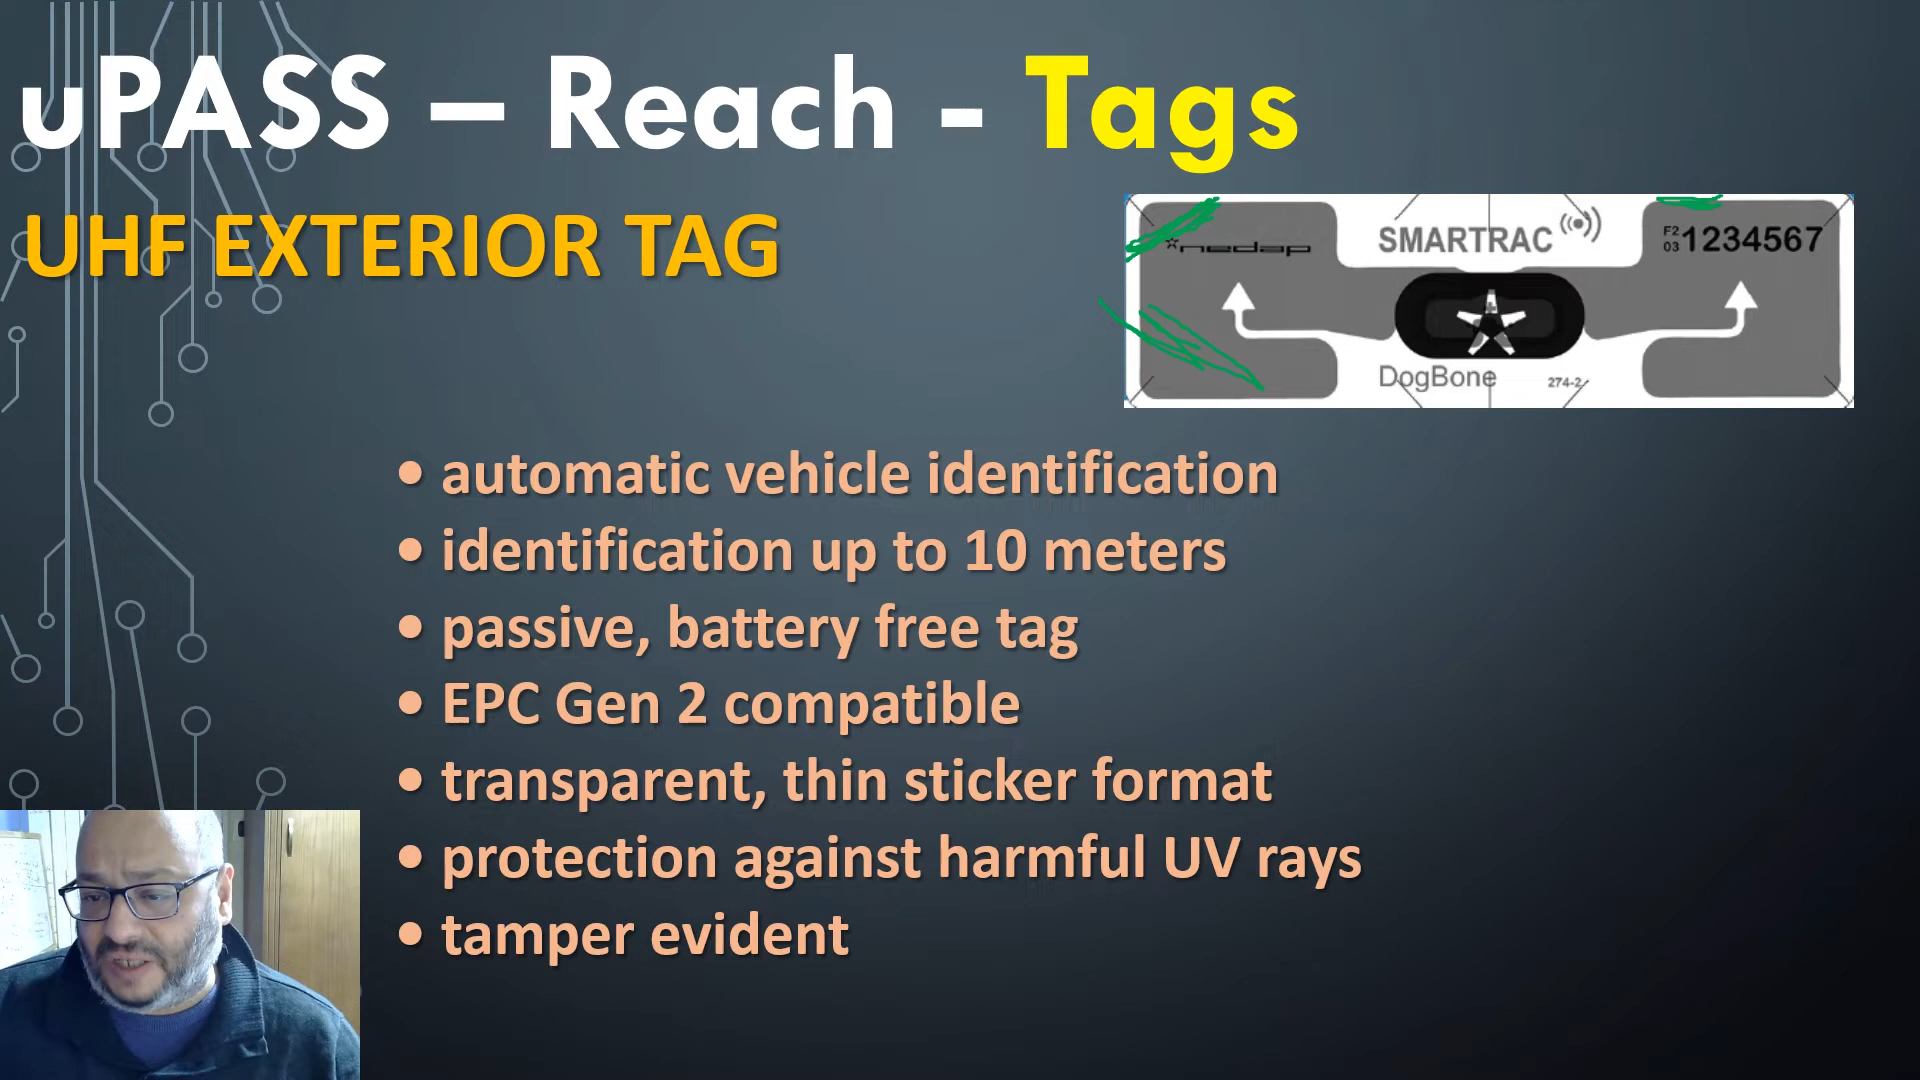 uPASS – Reach - Tags
UHF EXTERIOR TAG
nedap
SMARTRAC
F2
03
1234567
DogBone
274-2
• automatic vehicle identification
• identification up to 10 meters
• passive, battery free tag
• EPC Gen 2 compatible
• transparent, thin sticker format
• protection against harmful UV rays
• tamper evident